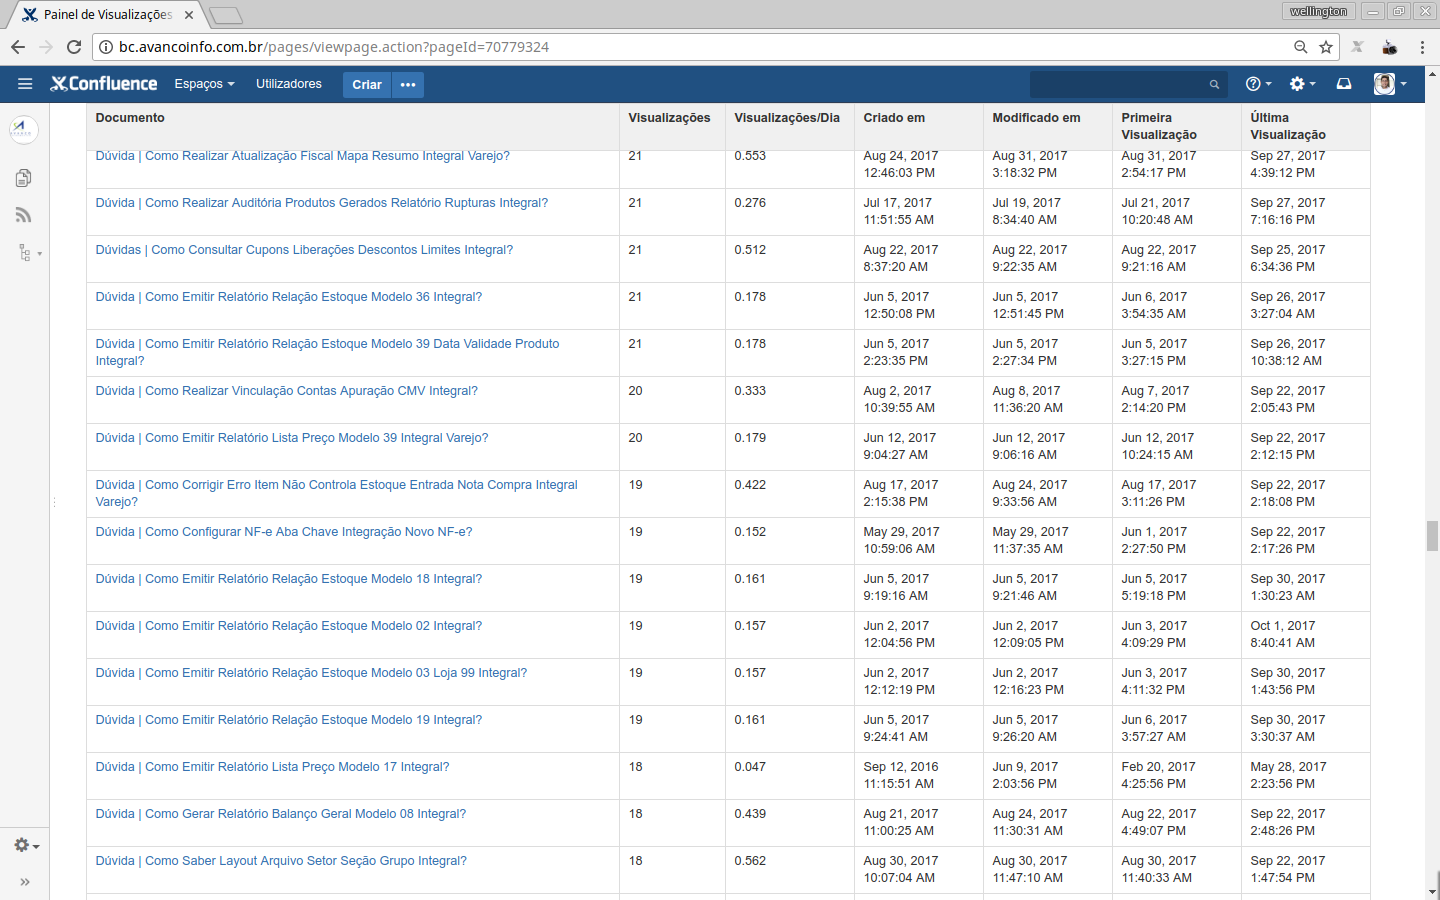 Painel de Visualizações
wellington
bc.avancoinfo.com.br/pages/viewpage.action?pageId=70779324
Confluence Espaços Utilizadores Criar •••
Documento Visualizações Visualizações/Dia Criado em Modificado em Primeira Visualização Última Visualização
Dúvida | Como Realizar Atualização Fiscal Mapa Resumo Integral Varejo? 21 0.553 Aug 24, 2017 12:46:03 PM Aug 31, 2017 3:18:32 PM Aug 31, 2017 2:54:17 PM Sep 27, 2017 4:39:12 PM
Dúvida | Como Realizar Auditória Produtos Gerados Relatório Rupturas Integral? 21 0.276 Jul 17, 2017 11:51:55 AM Jul 19, 2017 8:34:40 AM Jul 21, 2017 10:20:48 AM Sep 27, 2017 7:16:16 PM
Dúvidas | Como Consultar Cupons Liberações Descontos Limites Integral? 21 0.512 Aug 22, 2017 8:37:20 AM Aug 22, 2017 9:22:35 AM Aug 22, 2017 9:21:16 AM Sep 25, 2017 6:34:36 PM
Dúvida | Como Emitir Relatório Relação Estoque Modelo 36 Integral? 21 0.178 Jun 5, 2017 12:50:08 PM Jun 5, 2017 12:51:45 PM Jun 6, 2017 3:54:35 AM Sep 26, 2017 3:27:04 AM
Dúvida | Como Emitir Relatório Relação Estoque Modelo 39 Data Validade Produto Integral? 21 0.178 Jun 5, 2017 2:23:35 PM Jun 5, 2017 2:27:34 PM Jun 5, 2017 3:27:15 PM Sep 26, 2017 10:38:12 AM
Dúvida | Como Realizar Vinculação Contas Apuração CMV Integral? 20 0.333 Aug 2, 2017 10:39:55 AM Aug 8, 2017 11:36:20 AM Aug 7, 2017 2:14:20 PM Sep 22, 2017 2:05:43 PM
Dúvida | Como Emitir Relatório Lista Preço Modelo 39 Integral Varejo? 20 0.179 Jun 12, 2017 9:04:27 AM Jun 12, 2017 9:06:16 AM Jun 12, 2017 10:24:15 AM Sep 22, 2017 2:12:15 PM
Dúvida | Como Corrigir Erro Item Não Controla Estoque Entrada Nota Compra Integral Varejo? 19 0.422 Aug 17, 2017 2:15:38 PM Aug 24, 2017 9:33:56 AM Aug 17, 2017 3:11:26 PM Sep 22, 2017 2:18:08 PM
Dúvida | Como Configurar NF-e Aba Chave Integração Novo NF-e? 19 0.152 May 29, 2017 10:59:06 AM May 29, 2017 11:37:35 AM Jun 1, 2017 2:27:50 PM Sep 22, 2017 2:17:26 PM
Dúvida | Como Emitir Relatório Relação Estoque Modelo 18 Integral? 19 0.161 Jun 5, 2017 9:19:16 AM Jun 5, 2017 9:21:46 AM Jun 5, 2017 5:19:18 PM Sep 30, 2017 1:30:23 AM
Dúvida | Como Emitir Relatório Relação Estoque Modelo 02 Integral? 19 0.157 Jun 2, 2017 12:04:56 PM Jun 2, 2017 12:09:05 PM Jun 3, 2017 4:09:29 PM Oct 1, 2017 8:40:41 AM
Dúvida | Como Emitir Relatório Relação Estoque Modelo 03 Loja 99 Integral? 19 0.157 Jun 2, 2017 12:12:19 PM Jun 2, 2017 12:16:23 PM Jun 3, 2017 4:11:32 PM Sep 30, 2017 1:43:56 PM
Dúvida | Como Emitir Relatório Relação Estoque Modelo 19 Integral? 19 0.161 Jun 5, 2017 9:24:41 AM Jun 5, 2017 9:26:20 AM Jun 6, 2017 3:57:27 AM Sep 30, 2017 3:30:37 AM
Dúvida | Como Emitir Relatório Lista Preço Modelo 17 Integral? 18 0.047 Sep 12, 2016 11:15:51 AM Jun 9, 2017 2:03:56 PM Feb 20, 2017 4:25:56 PM May 28, 2017 2:23:56 PM
Dúvida | Como Gerar Relatório Balanço Geral Modelo 08 Integral? 18 0.439 Aug 21, 2017 11:00:25 AM Aug 24, 2017 11:30:31 AM Aug 22, 2017 4:49:07 PM Sep 22, 2017 2:48:26 PM
Dúvida | Como Saber Layout Arquivo Setor Seção Grupo Integral? 18 0.562 Aug 30, 2017 10:07:04 AM Aug 30, 2017 11:47:10 AM Aug 30, 2017 11:40:33 AM Sep 22, 2017 1:47:54 PM